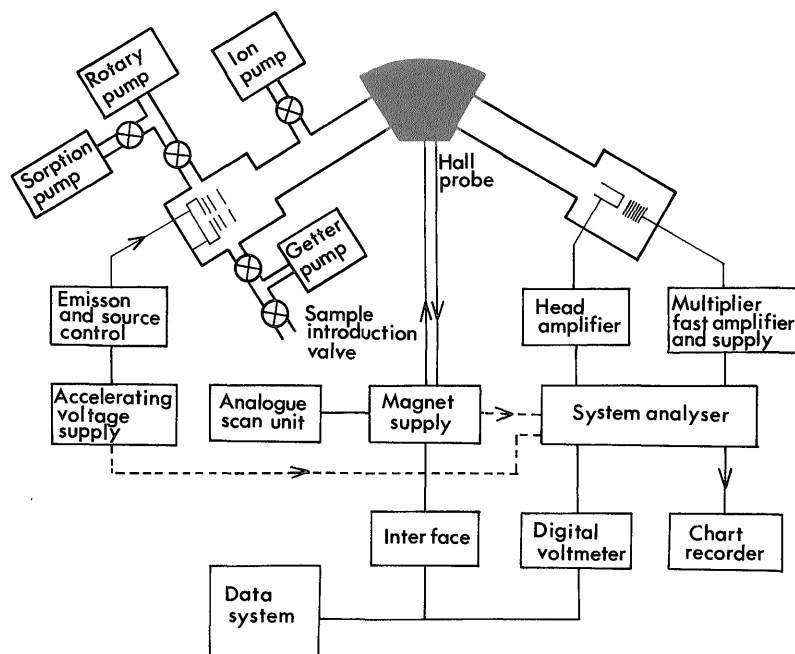 Rotary
pump
Ion
pump
Sorption
pump
Hall
probe
Getter
pump
Sample
introduction
valve
Emisson
and source
control
Head
amplifier
Multiplier
fast amplifier
and supply
Accelerating
voltage
supply
Analogue
scan unit
Magnet
supply
System analyser
Inter face
Digital
voltmeter
Chart
recorder
Data
system